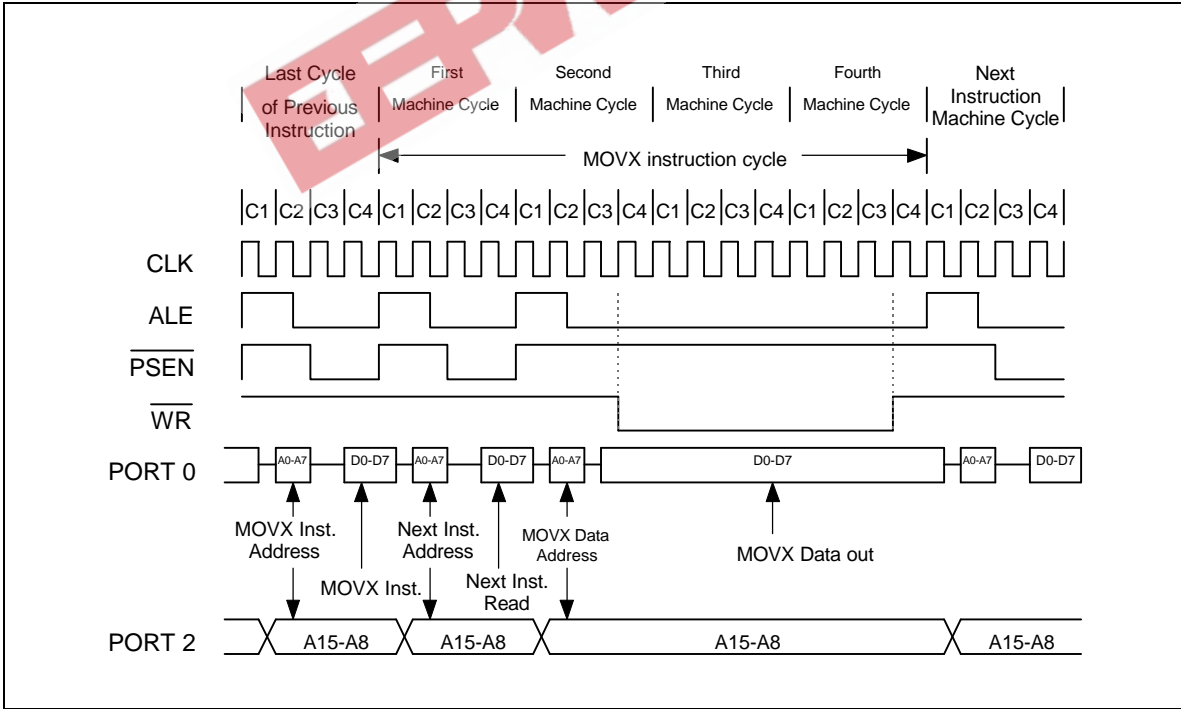 EEPW
Last Cycle of Previous Instruction
First Machine Cycle
Second Machine Cycle
Third Machine Cycle
Fourth Machine Cycle
Next Instruction Machine Cycle
MOVX instruction cycle
C1 C2 C3 C4 C1 C2 C3 C4 C1 C2 C3 C4 C1 C2 C3 C4 C1 C2 C3 C4 C1 C2 C3 C4
CLK
ALE
PSEN
WR
PORT 0
A0-A7 D0-D7 A0-A7 D0-D7 A0-A7 D0-D7 A0-A7 D0-D7
MOVX Inst. Address
MOVX Inst.
Next Inst. Address
Next Inst. Read
MOVX Data Address
MOVX Data out
PORT 2
A15-A8 A15-A8 A15-A8 A15-A8